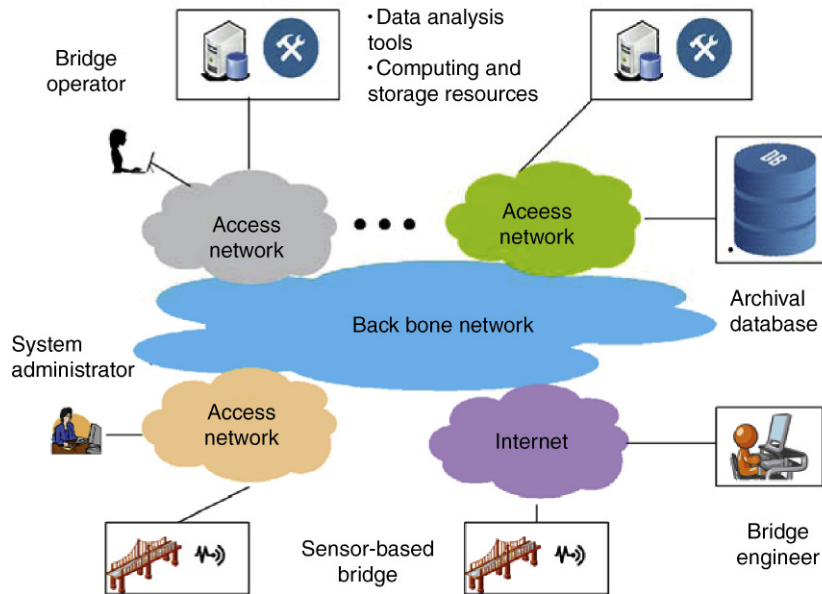 Bridge
operator
•Data analysis
tools
•Computing and
storage resources
DB
Access
network
• • •
Aceess
network
Archival
database
Back bone network
System
administrator
Access
network
Internet
Sensor-based
bridge
Bridge
engineer